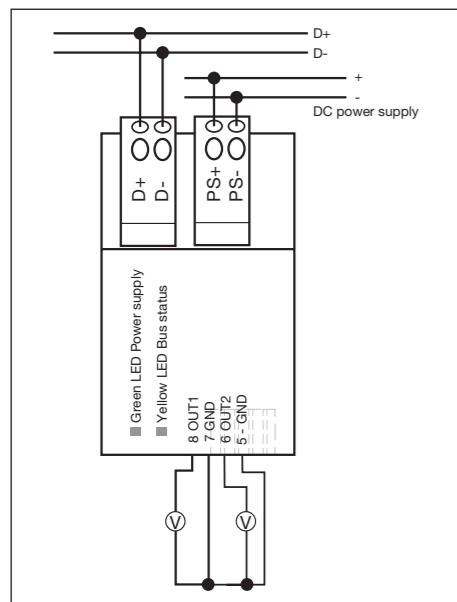 D+
D-
+
-
DC power supply
D+
D-
PS+
PS-
Green LED Power supply
Yellow LED Bus status
8 OUT1
7 GND
6 OUT2
5 - GND
V
V